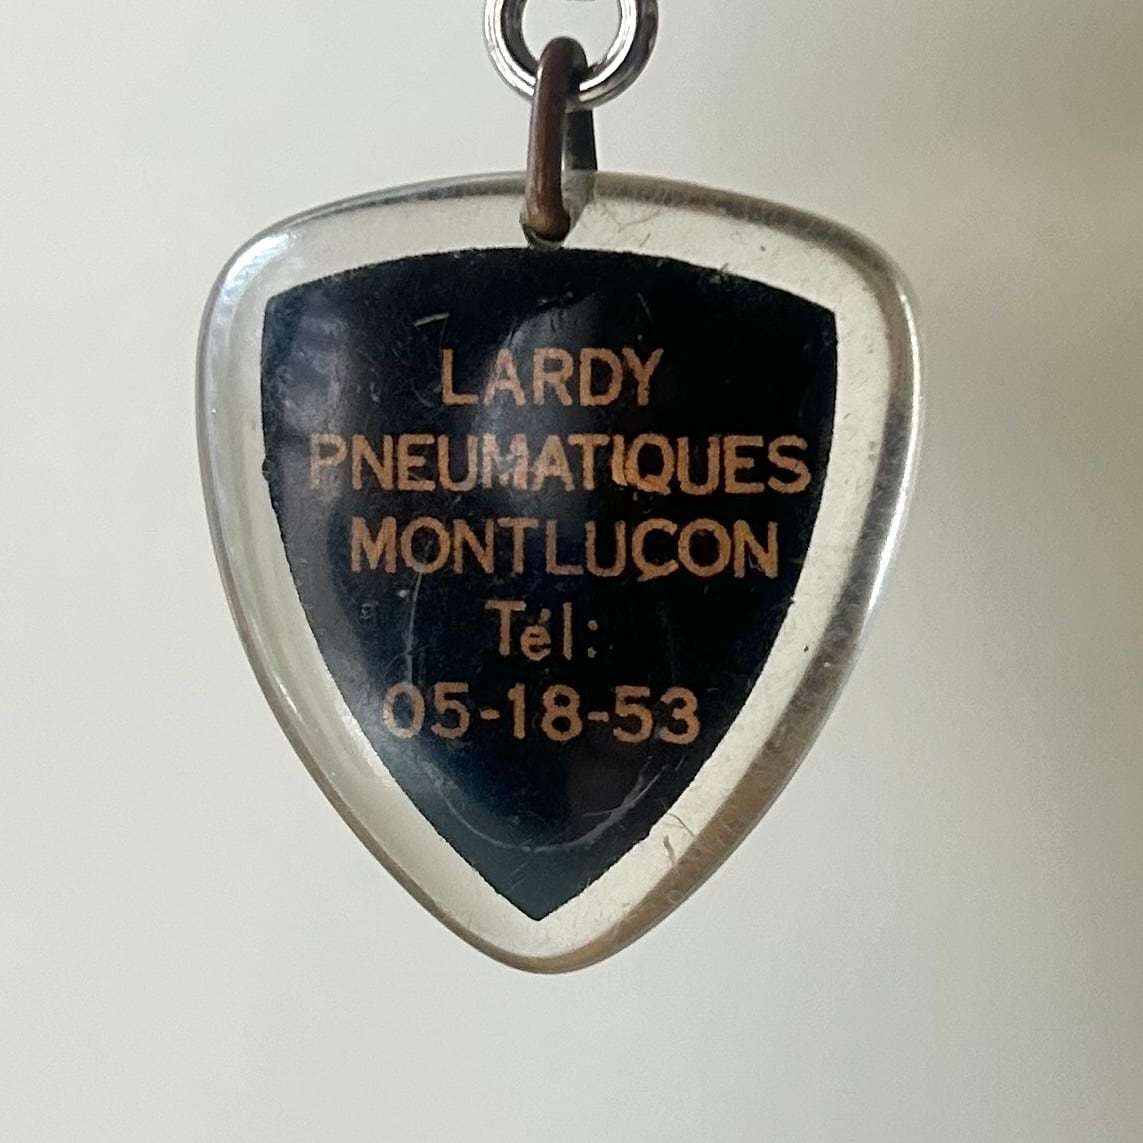 LARDY
PNEUMATIQUES
MONTLUÇON
Tél:
05-18-53